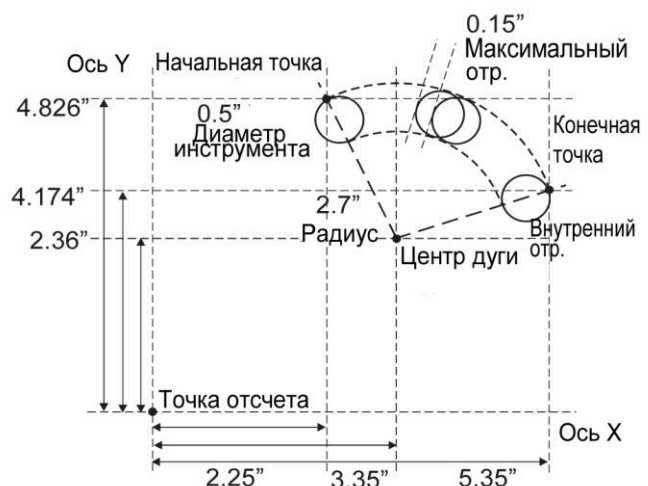 0.15”
Максимальный
отр.
Ось Y
Начальная точка
4.826”
0.5”
Диаметр
инструмента
Конечная
точка
4.174”
2.7”
Радиус
Внутренний
отр.
2.36”
Центр дуги
Точка отсчета
Ось X
2.25”
3.35”
5.35”